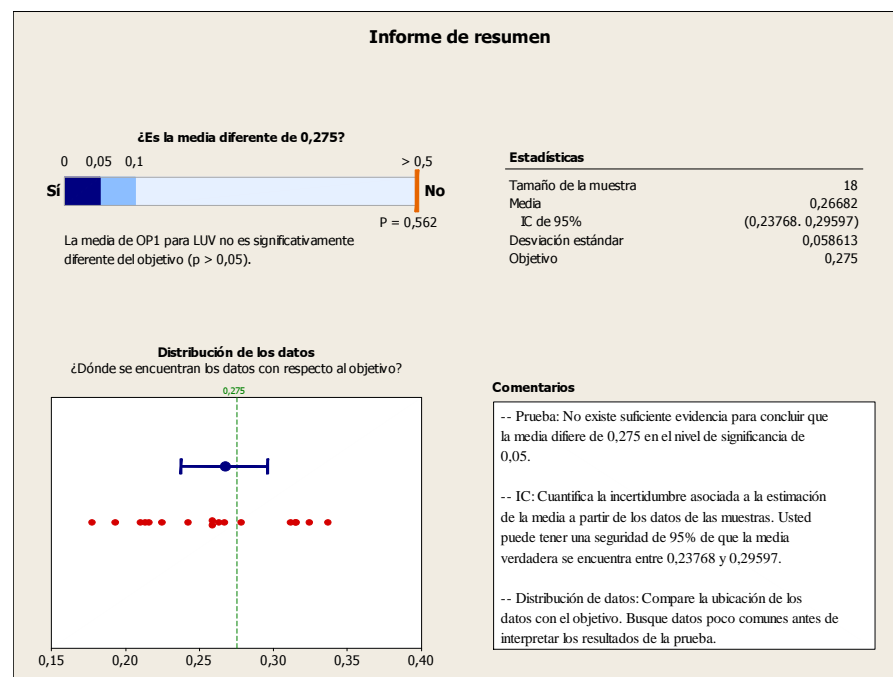 Informe de resumen
¿Es la media diferente de 0,275?
0 0,05 0,1 > 0,5
Sí No
P = 0,562
La media de OP1 para LUV no es significativamente
diferente del objetivo (p > 0,05).
Estadísticas
Tamaño de la muestra 18
Media 0,26682
IC de 95% (0,23768. 0,29597)
Desviación estándar 0,058613
Objetivo 0,275
Distribución de los datos
¿Dónde se encuentran los datos con respecto al objetivo?
0,275
0,15 0,20 0,25 0,30 0,35 0,40
Comentarios
-- Prueba: No existe suficiente evidencia para concluir que
la media difiere de 0,275 en el nivel de significancia de
0,05.
-- IC: Cuantifica la incertidumbre asociada a la estimación
de la media a partir de los datos de las muestras. Usted
puede tener una seguridad de 95% de que la media
verdadera se encuentra entre 0,23768 y 0,29597.
-- Distribución de datos: Compare la ubicación de los
datos con el objetivo. Busque datos poco comunes antes de
interpretar los resultados de la prueba.